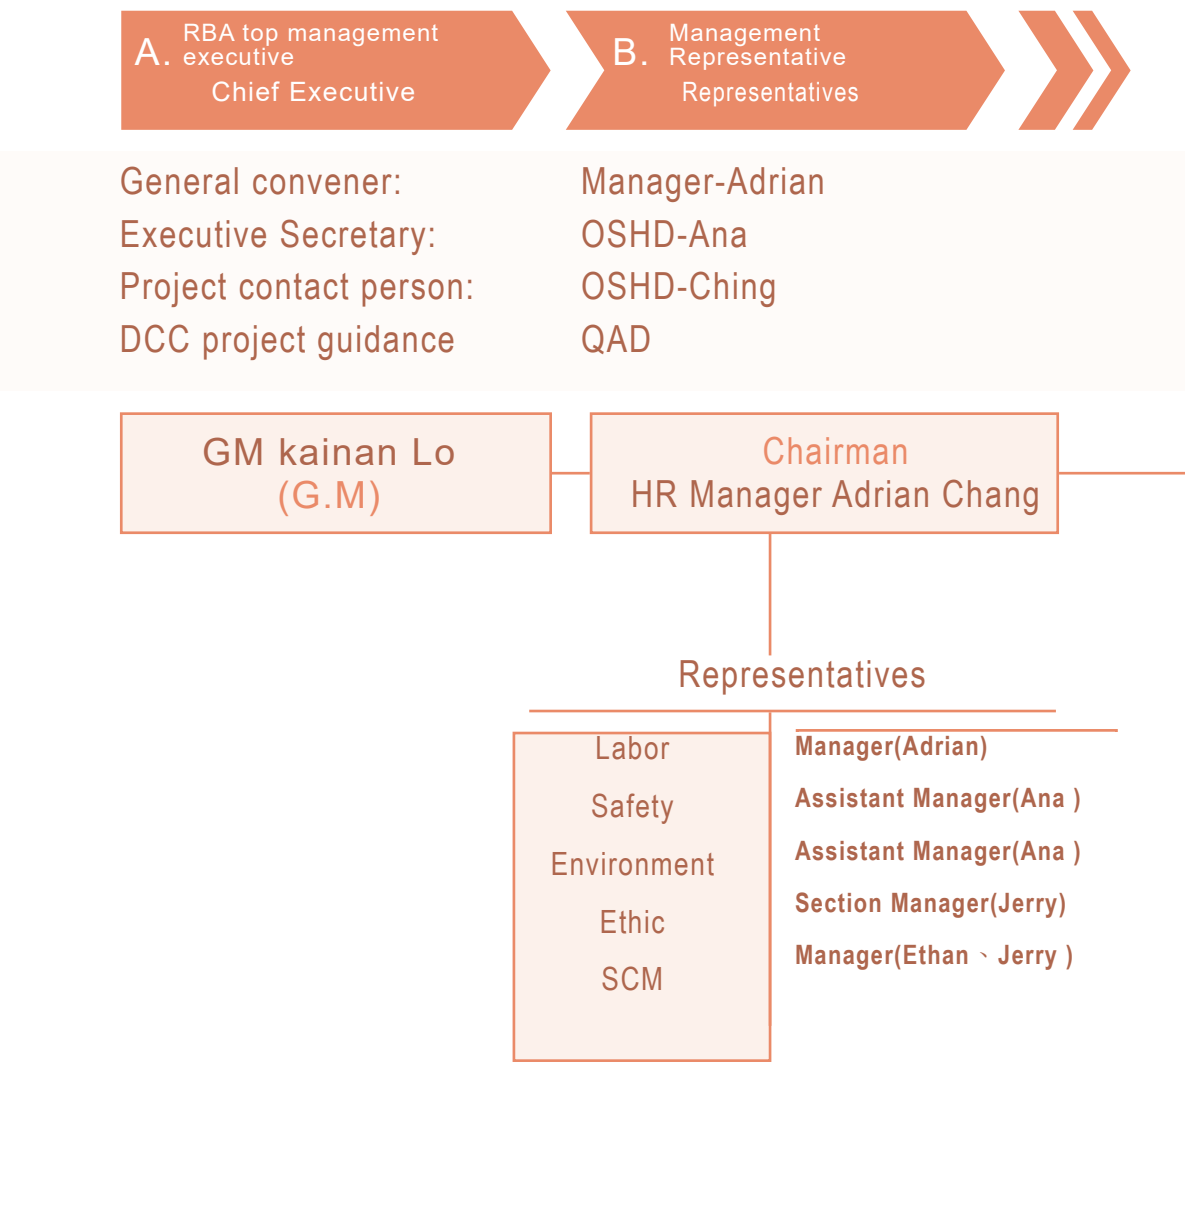 A. RBA top management
executive
Chief Executive
B. Management
Representative
Representatives
General convener: Manager-Adrian
Executive Secretary: OSHD-Ana
Project contact person: OSHD-Ching
DCC project guidance QAD
GM kainan Lo
(G.M)
Chairman
HR Manager Adrian Chang
Representatives
Labor Manager(Adrian)
Safety Assistant Manager(Ana )
Environment Assistant Manager(Ana )
Ethic Section Manager(Jerry)
SCM Manager(Ethan、Jerry )